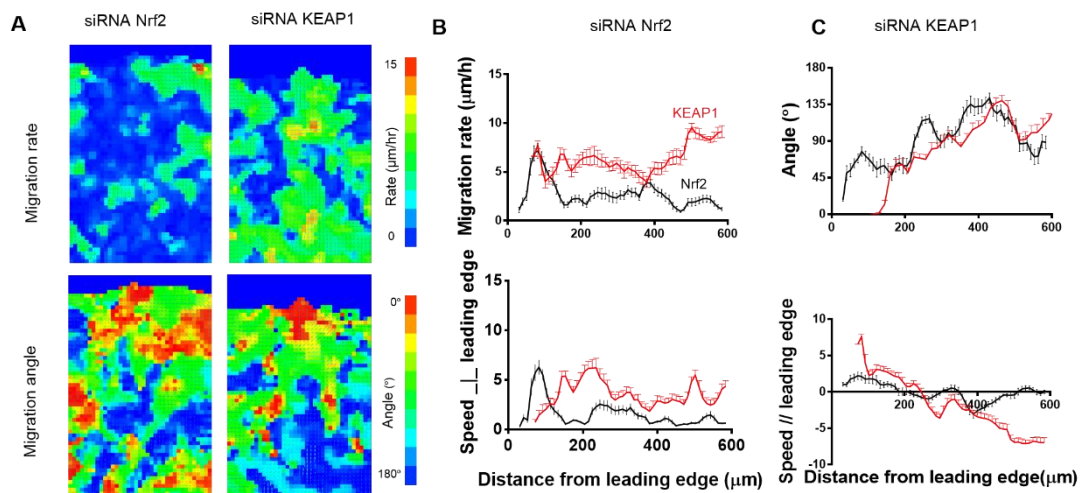 A
siRNA Nrf2
siRNA KEAP1
Migration rate
15
Rate (μm/hr)
0
Migration angle
0°
Angle (°)
180°
B
siRNA Nrf2
Migration rate (μm/h)
15
10
5
0
KEAP1
Nrf2
0 200 400 600
Speed _|_ leading edge
15
10
5
0
0 200 400 600
Distance from leading edge (μm)
C
siRNA KEAP1
Angle (°)
180
135
90
45
0
0 200 400 600
Speed // leading edge
10
5
0
-5
-10
200 400 600
Distance from leading edge(μm)